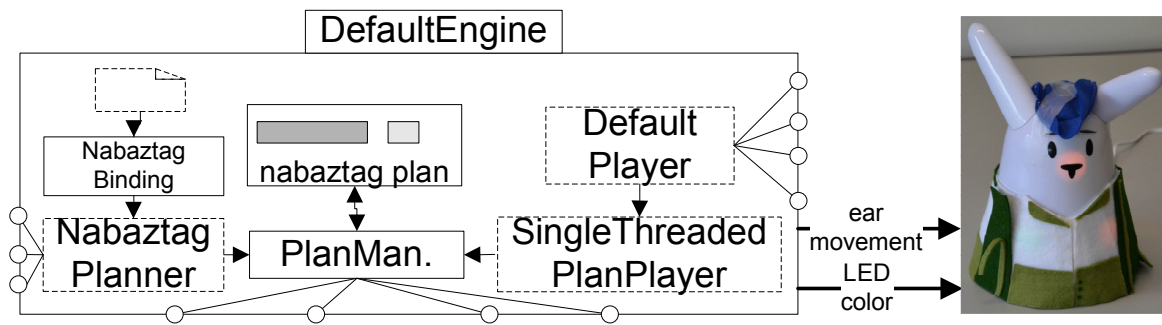 DefaultEngine
Nabaztag
Binding
nabaztag plan
Default
Player
Nabaztag
Planner
PlanMan.
SingleThreaded
PlanPlayer
ear
movement
LED
color